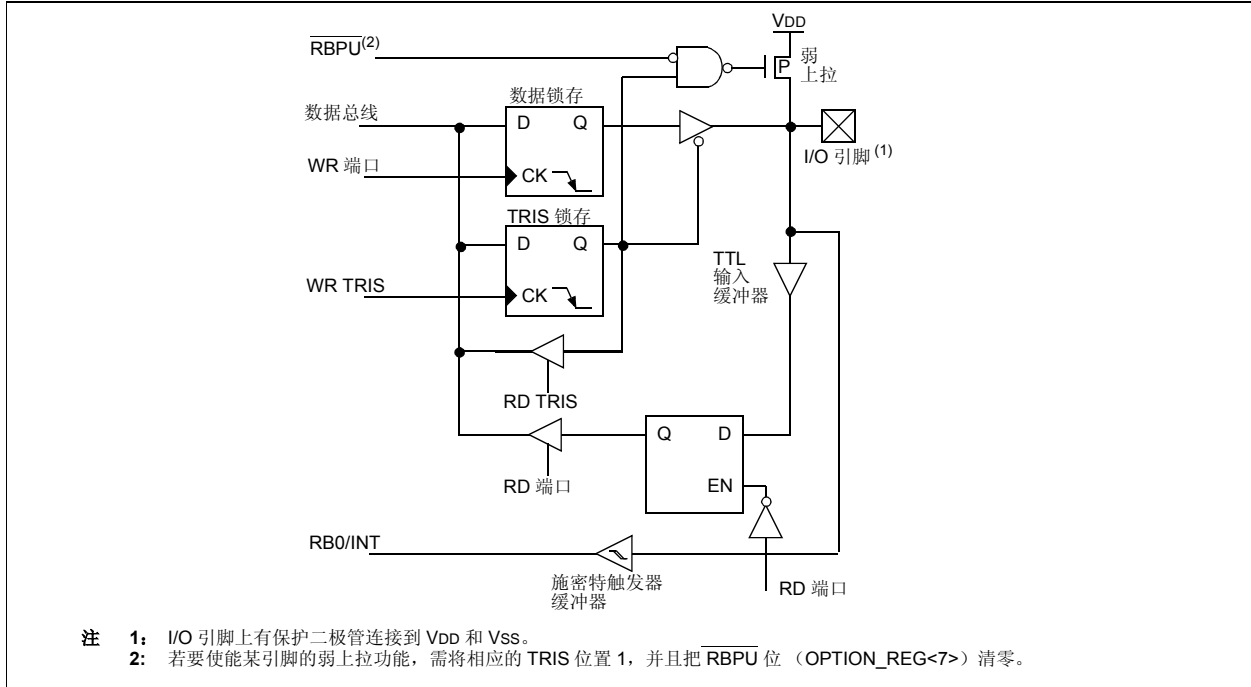 VDD
RBPU(2)
P
弱
上拉
数据锁存
数据总线
D Q
I/O 引脚 (1)
WR 端口
CK
TRIS 锁存
D Q
TTL
输入
缓冲器
WR TRIS
CK
RD TRIS
Q D
RD 端口
EN
RB0/INT
施密特触发器
缓冲器
RD 端口
注 1： I/O 引脚上有保护二极管连接到 VDD 和 VSS。
2: 若要使能某引脚的弱上拉功能，需将相应的 TRIS 位置 1，并且把 RBPU 位 （OPTION_REG<7>）清零。